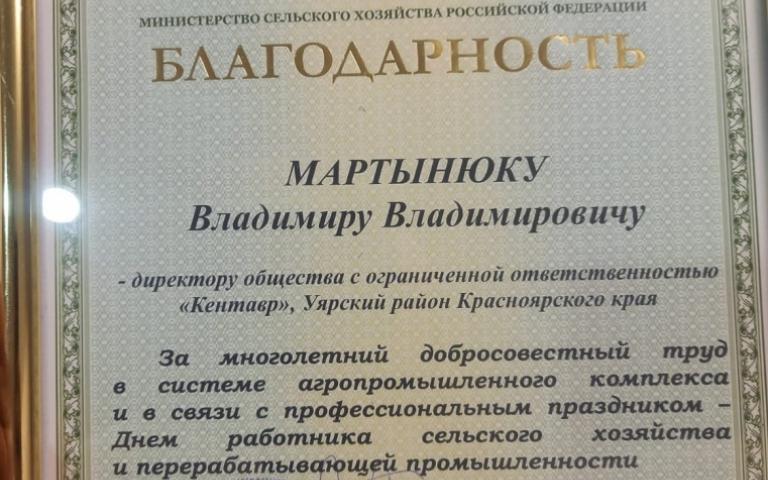 МИНИСТЕРСТВО СЕЛЬСКОГО ХОЗЯЙСТВА РОССИЙСКОЙ ФЕДЕРАЦИИ
БЛАГОДАРНОСТЬ
МАРТЫНЮКУ
Владимиру Владимировичу
- директору общества с ограниченной ответственностью
«Кентавр», Уярский район Красноярского края
За многолетний добросовестный труд
в системе агропромышленного комплекса
и в связи с профессиональным праздником –
Днем работника сельского хозяйства
и перерабатывающей промышленности